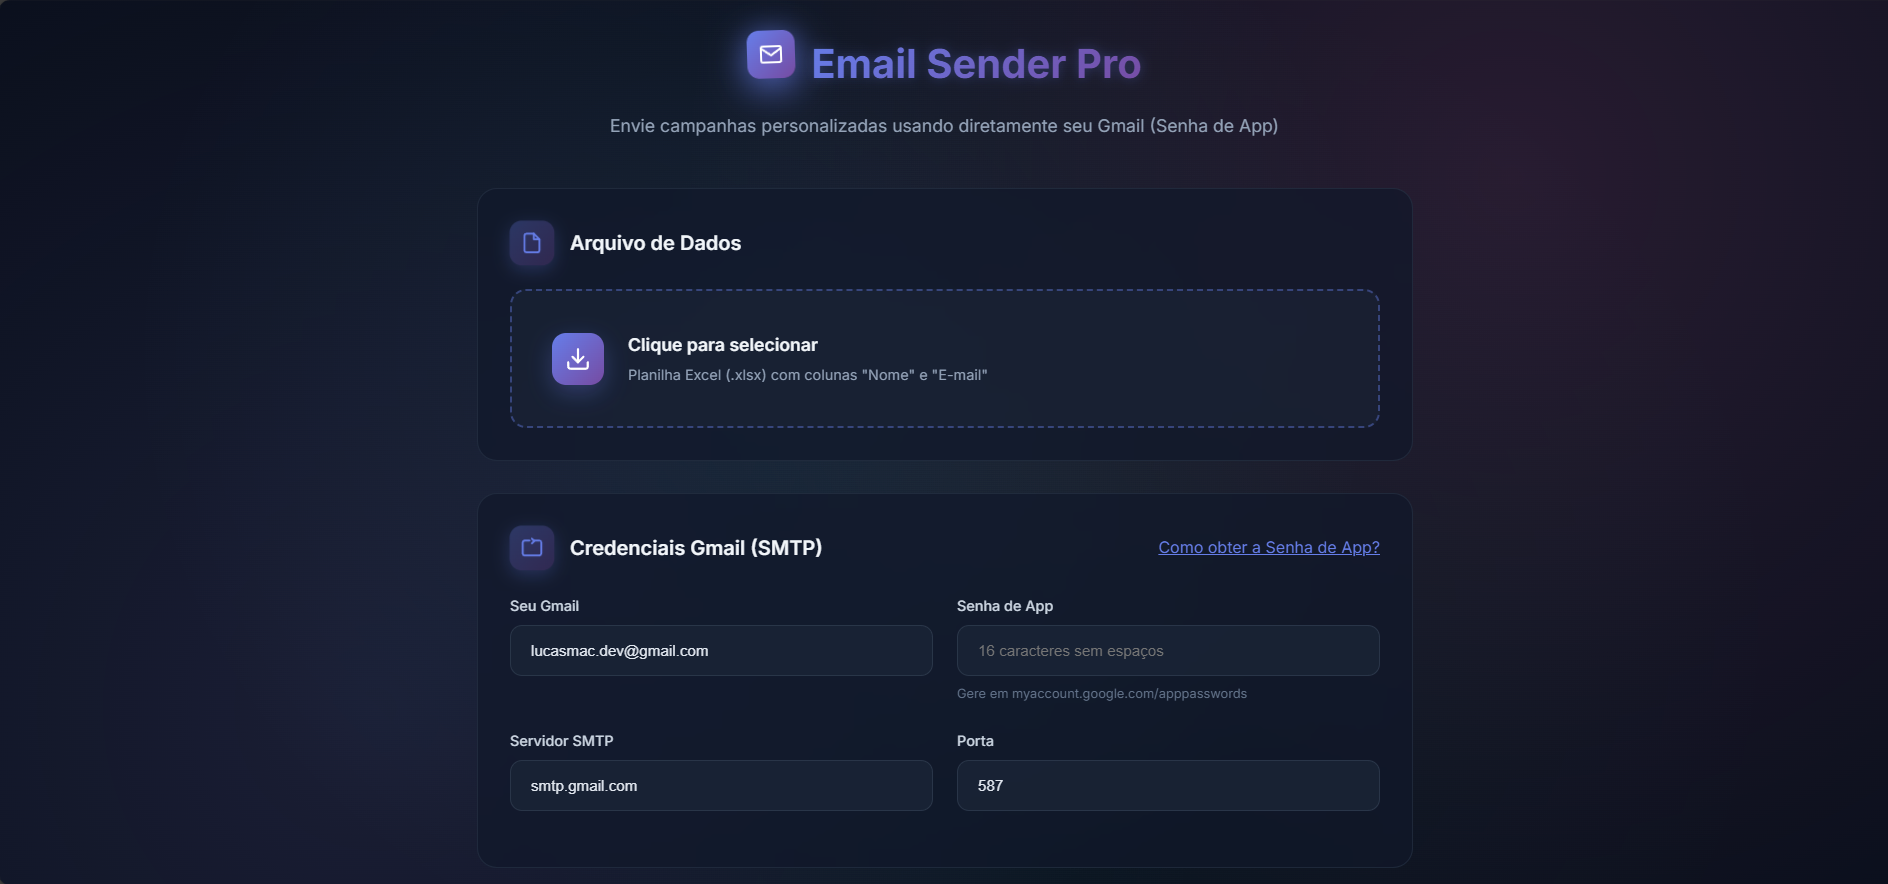 Email Sender Pro
Envie campanhas personalizadas usando diretamente seu Gmail (Senha de App)
Arquivo de Dados
Clique para selecionar
Planilha Excel (.xlsx) com colunas "Nome" e "E-mail"
Credenciais Gmail (SMTP)
Como obter a Senha de App?
Seu Gmail
lucasmac.dev@gmail.com
Senha de App
16 caracteres sem espaços
Gere em myaccount.google.com/apppasswords
Servidor SMTP
smtp.gmail.com
Porta
587